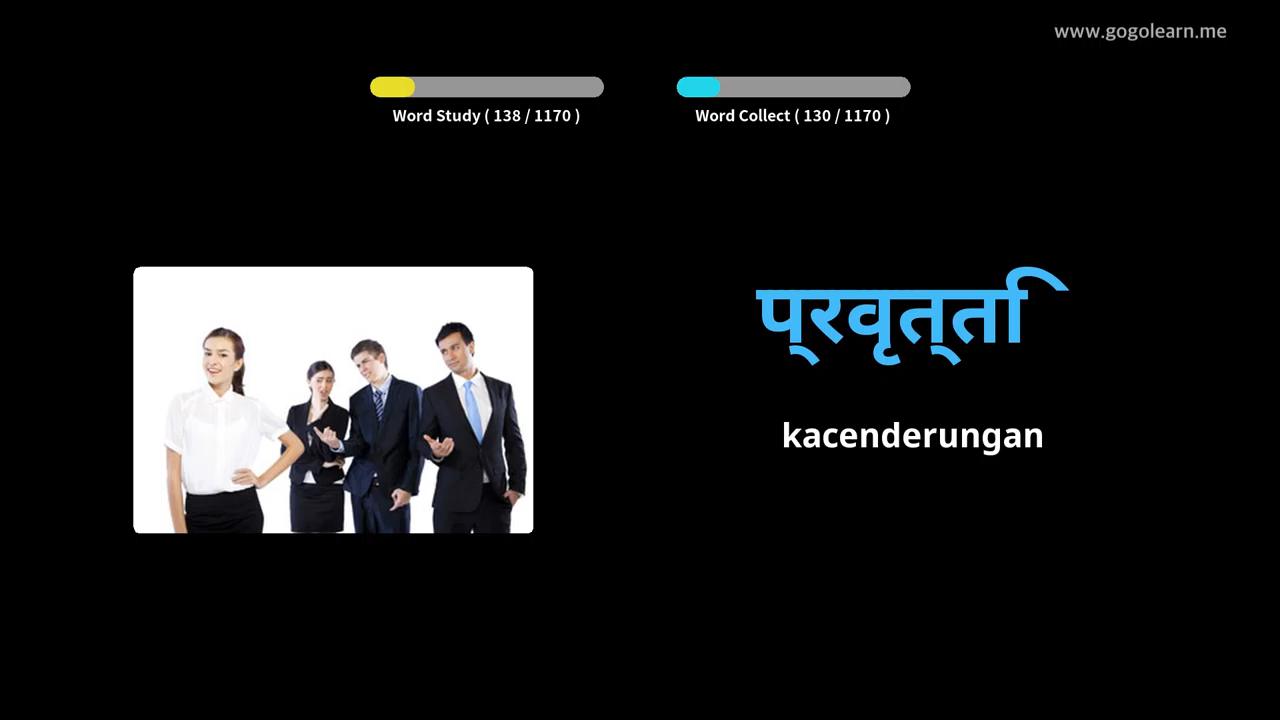 www.gogolearn.me
Word Study ( 138 / 1170 )
Word Collect ( 130 / 1170 )
प्रवृत्ति
kacenderungan